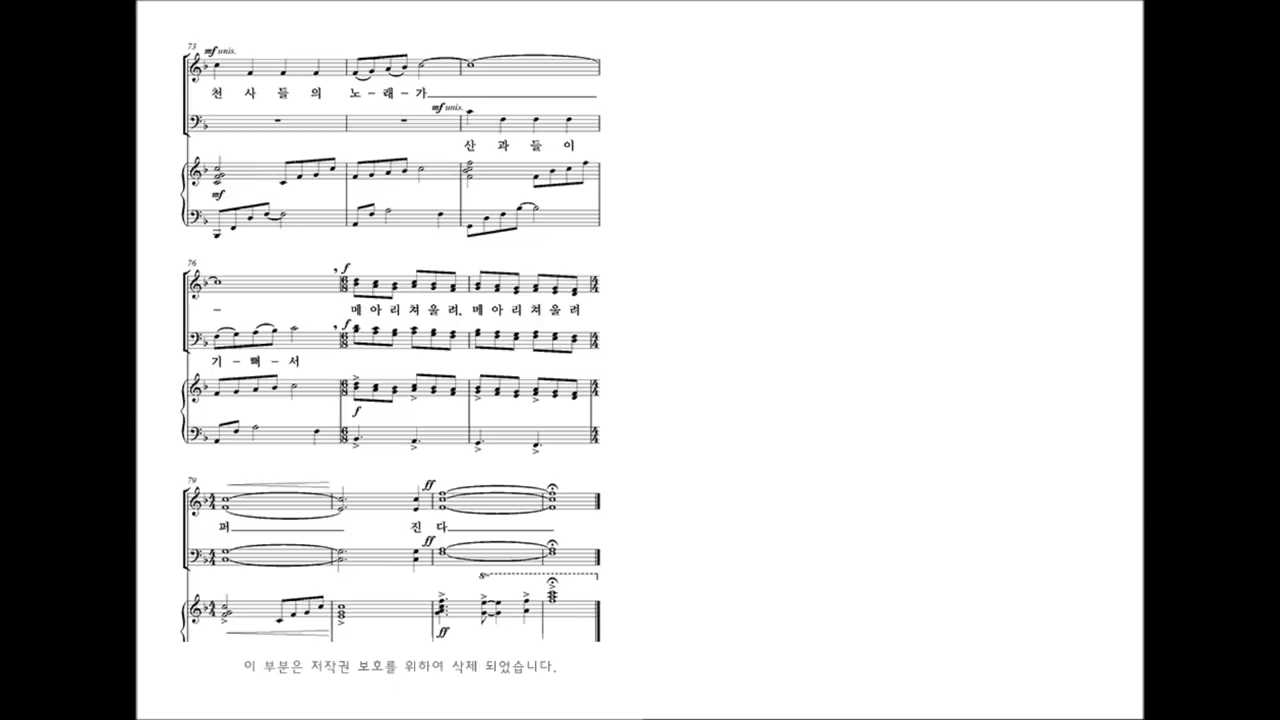 73
mf unis.
천 사 들 의 노 - 래 - 가
mf unis.
산 과 들 이
mf
76
f
메 아 리 쳐 울 려, 메 아 리 쳐 울 려
f
기 - 뻐 - 서
f
79
ff
퍼 진 다
ff
8va
ff
이 부분은 저작권 보호를 위하여 삭제 되었습니다.